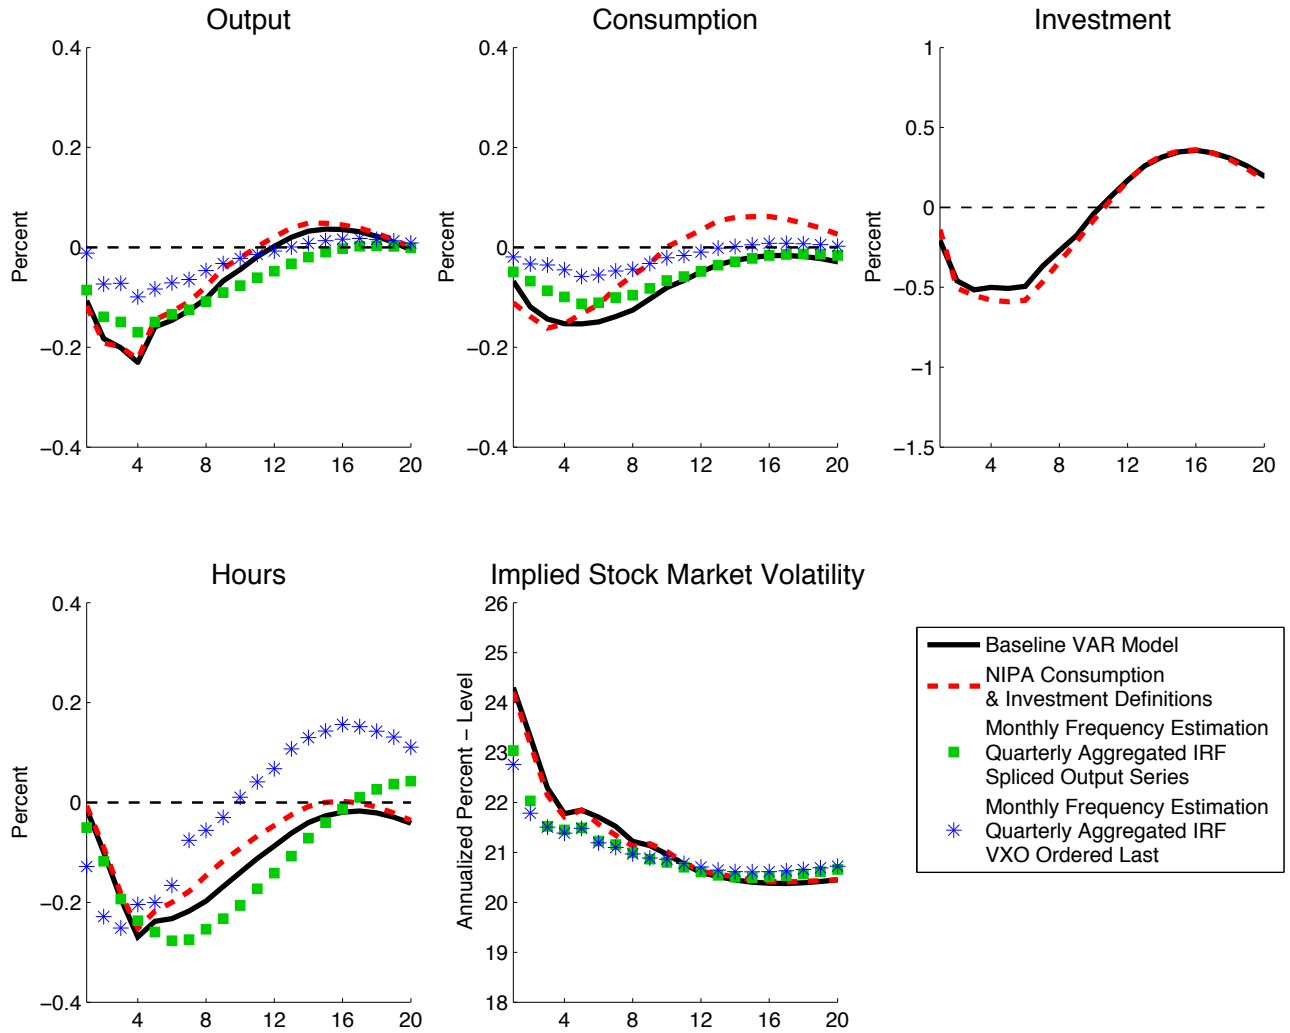 Output
Percent
0.4
0.2
0
−0.2
−0.4
4
8
12
16
20
Consumption
Percent
0.4
0.2
0
−0.2
−0.4
4
8
12
16
20
Investment
Percent
1
0.5
0
−0.5
−1
−1.5
4
8
12
16
20
Hours
Percent
0.4
0.2
0
−0.2
−0.4
4
8
12
16
20
Implied Stock Market Volatility
Annualized Percent − Level
26
25
24
23
22
21
20
19
18
4
8
12
16
20
Baseline VAR Model
NIPA Consumption
& Investment Definitions
Monthly Frequency Estimation
Quarterly Aggregated IRF
Spliced Output Series
Monthly Frequency Estimation
Quarterly Aggregated IRF
VXO Ordered Last